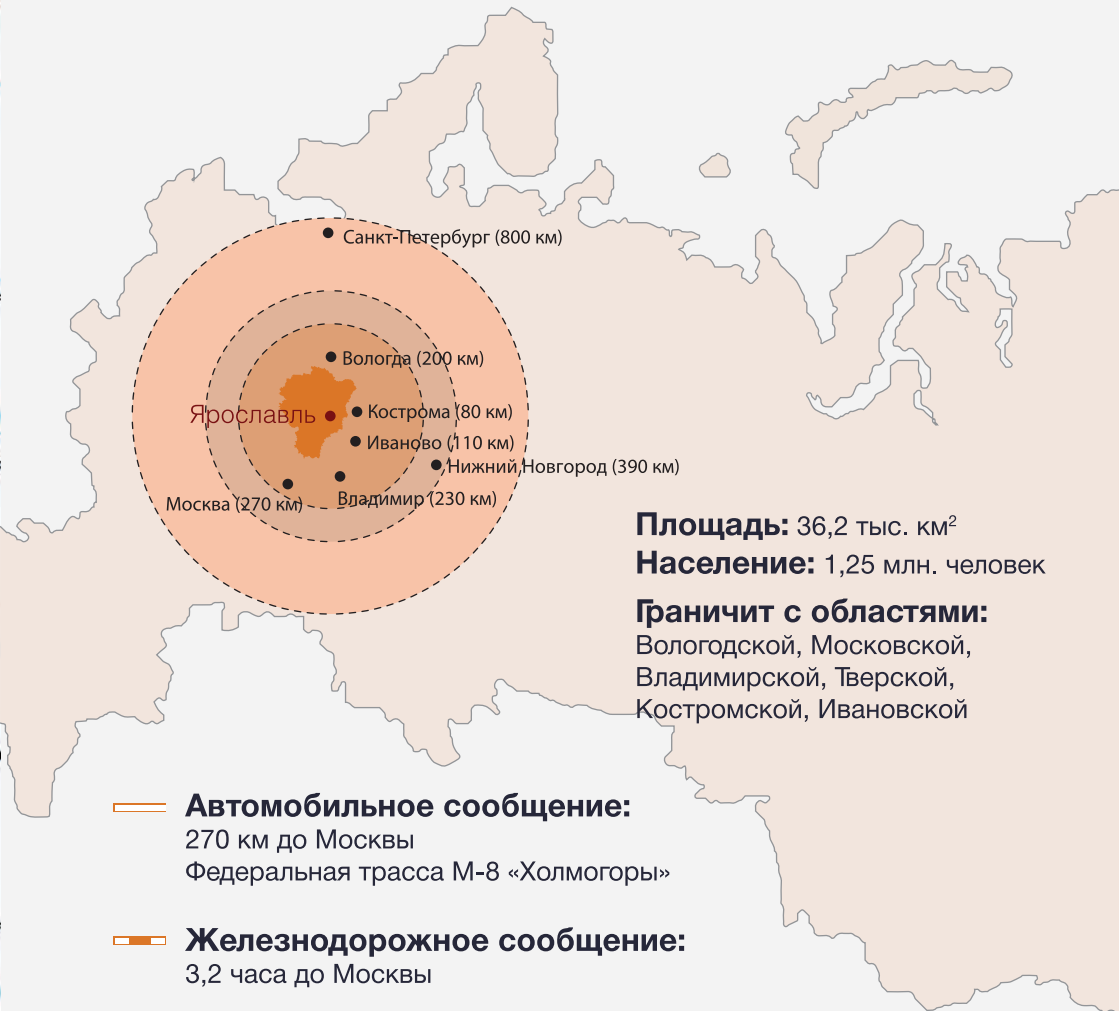 Санкт-Петербург (800 км)
Вологда (200 км)
Ярославль
Кострома (80 км)
Иваново (110 км)
Нижний Новгород (390 км)
Москва (270 км)
Владимир (230 км)
Площадь: 36,2 тыс. км²
Население: 1,25 млн. человек
Граничит с областями:
Вологодской, Московской,
Владимирской, Тверской,
Костромской, Ивановской
Автомобильное сообщение:
270 км до Москвы
Федеральная трасса М-8 «Холмогоры»
Железнодорожное сообщение:
3,2 часа до Москвы